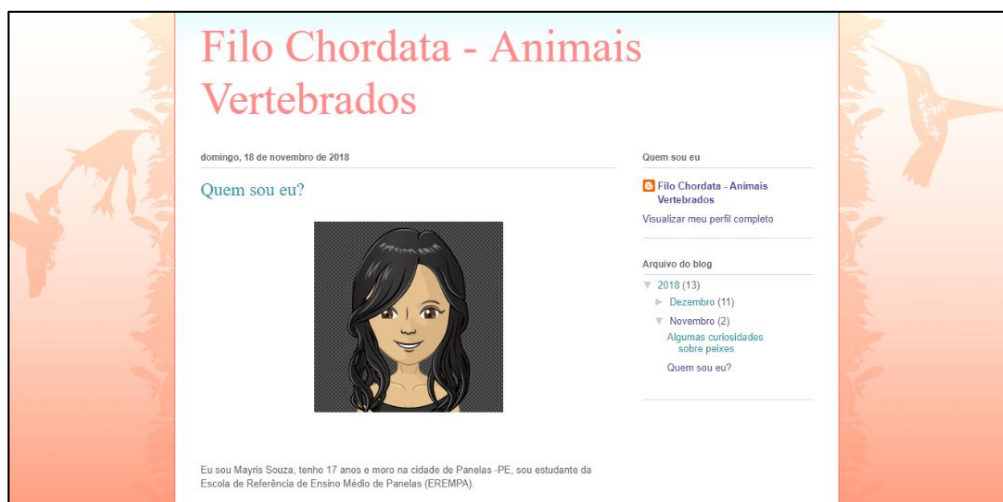 Filo Chordata - Animais
Vertebrados
domingo, 18 de novembro de 2018
Quem sou eu?
Eu sou Mayris Souza, tenho 17 anos e moro na cidade de Panelas -PE, sou estudante da
Escola de Referência de Ensino Médio de Panelas (EREMPA).
Quem sou eu
Filo Chordata - Animais
Vertebrados
Visualizar meu perfil completo
Arquivo do blog
▼ 2018 (13)
► Dezembro (11)
▼ Novembro (2)
Algumas curiosidades
sobre peixes
Quem sou eu?